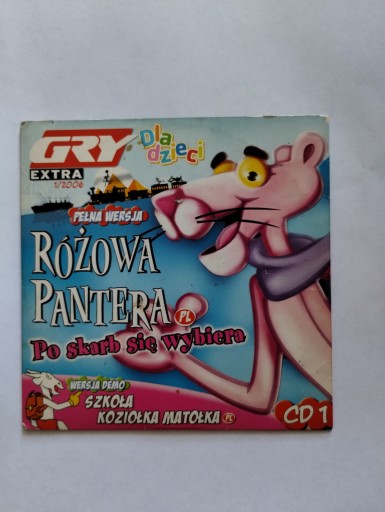 GRY
EXTRA
1/2006
Dla
dzieci
PEŁNA WERSJA
RÓŻOWA
PANTERA PL
Po skarb się wybiera
WERSJA DEMO
SZKOŁA
KOZIOŁKA MATOŁKA PL
CD 1